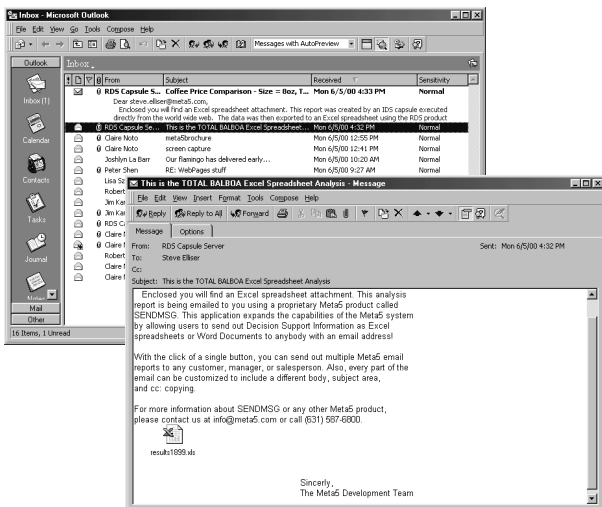 Inbox - Microsoft Outlook
File Edit View Go Tools Compose Help
Messages with AutoPreview
Outlook
Inbox
From Subject Received Sensitivity
RDS Capsule S... Coffee Price Comparison - Size = 8oz, T... Mon 6/5/00 4:33 PM Normal
Dear steve.elliser@meta5.com,
Enclosed you will find an Excel spreadsheet attachment. This report was created by an IDS capsule executed
directly from the world wide web. The data was then exported to an Excel spreadsheet using the RDS product
RDS Capsule Se... This is the TOTAL BALBOA Excel Spreadsheet... Mon 6/5/00 4:32 PM Normal
Claire Noto meta5brochure Mon 6/5/00 12:55 PM Normal
Claire Noto screen capture Mon 6/5/00 12:41 PM Normal
Joshlyn La Barr Our flamingo has delivered early... Mon 6/5/00 10:20 AM Normal
Peter Shen RE: WebPages stuff Mon 6/5/00 9:27 AM Normal
Lisa Sz
Robert
Jim Kar
Jim Kar
RDS C
Claire N
Claire N
Robert
Claire N
Claire N
Inbox (1)
Calendar
Contacts
Tasks
Journal
Notes
Mail
Other
16 Items, 1 Unread
This is the TOTAL BALBOA Excel Spreadsheet Analysis - Message
File Edit View Insert Format Tools Compose Help
Reply Reply to All Forward
Message Options
From: RDS Capsule Server Sent: Mon 6/5/00 4:32 PM
To: Steve Elliser
Cc:
Subject: This is the TOTAL BALBOA Excel Spreadsheet Analysis
Enclosed you will find an Excel spreadsheet attachment. This analysis
report is being emailed to you using a proprietary Meta5 product called
SENDMSG. This application expands the capabilities of the Meta5 system
by allowing users to send out Decision Support Information as Excel
spreadsheets or Word Documents to anybody with an email address!
With the click of a single button, you can send out multiple Meta5 email
reports to any customer, manager, or salesperson. Also, every part of the
email can be customized to include a different body, subject area,
and cc: copying.
For more information about SENDMSG or any other Meta5 product,
please contact us at info@meta5.com or call (631) 587-6800.
results1899.xls
Sincerly,
The Meta5 Development Team